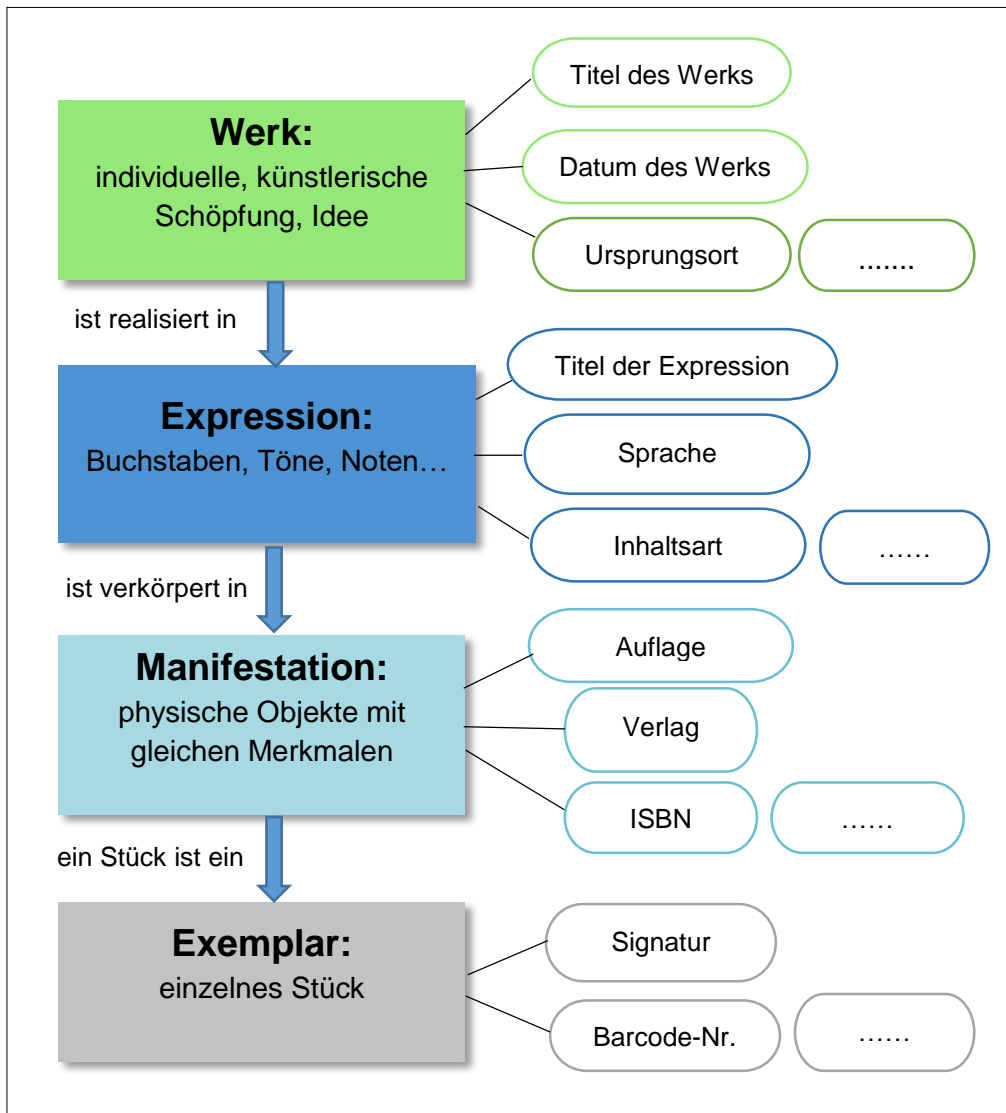 Titel des Werks
Werk:
individuelle, künstlerische
Schöpfung, Idee
Datum des Werks
Ursprungsort
.......
ist realisiert in
Titel der Expression
Expression:
Buchstaben, Töne, Noten…
Sprache
Inhaltsart
……
ist verkörpert in
Manifestation:
physische Objekte mit
gleichen Merkmalen
Auflage
Verlag
ISBN
……
ein Stück ist ein
Exemplar:
einzelnes Stück
Signatur
Barcode-Nr.
……